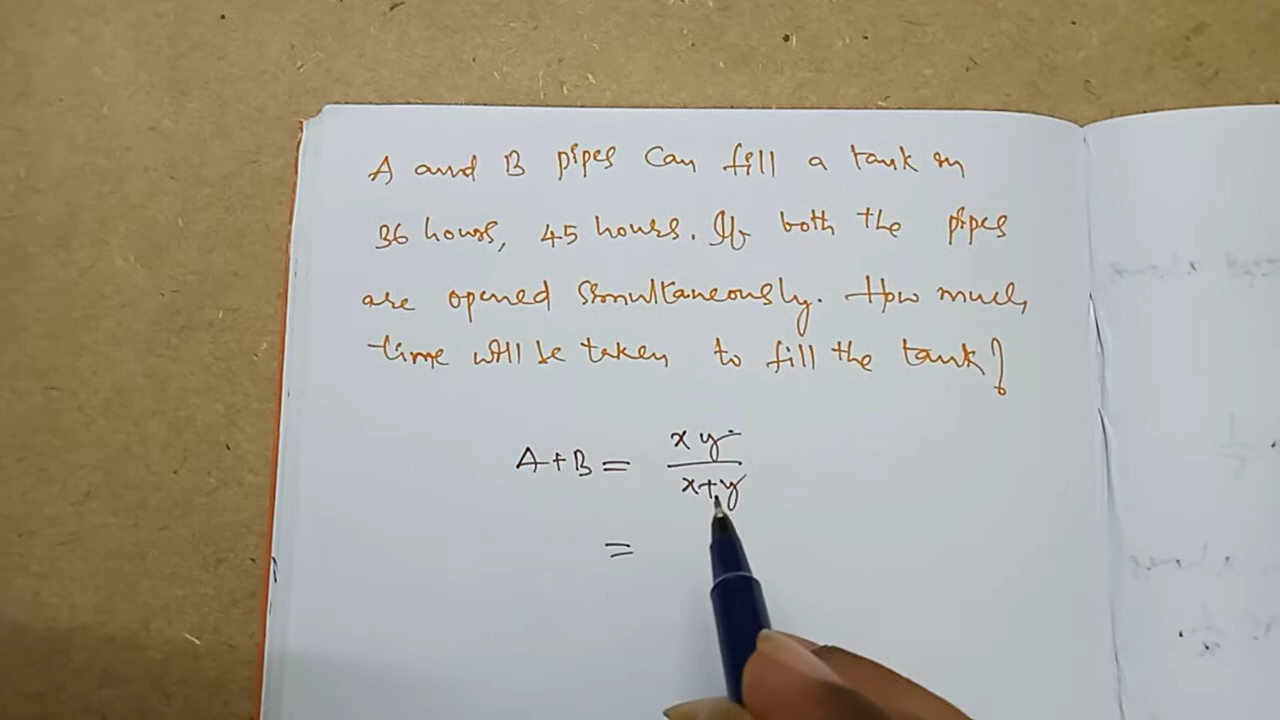 A and B pipes can fill a tank in
36 hours, 45 hours. If both the pipes
are opened simultaneously. How much
time will be taken to fill the tank?
A+B = xy
x+y
=